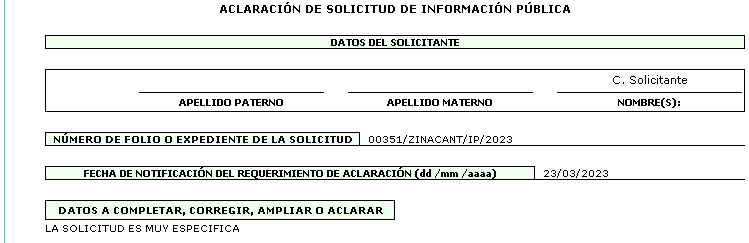 ACLARACIÓN DE SOLICITUD DE INFORMACIÓN PÚBLICA
DATOS DEL SOLICITANTE
C. Solicitante
APELLIDO PATERNO APELLIDO MATERNO NOMBRE(S):
NÚMERO DE FOLIO O EXPEDIENTE DE LA SOLICITUD 00351/ZINACANT/IP/2023
FECHA DE NOTIFICACIÓN DEL REQUERIMIENTO DE ACLARACIÓN (dd /mm /aaaa) 23/03/2023
DATOS A COMPLETAR, CORREGIR, AMPLIAR O ACLARAR
LA SOLICITUD ES MUY ESPECIFICA